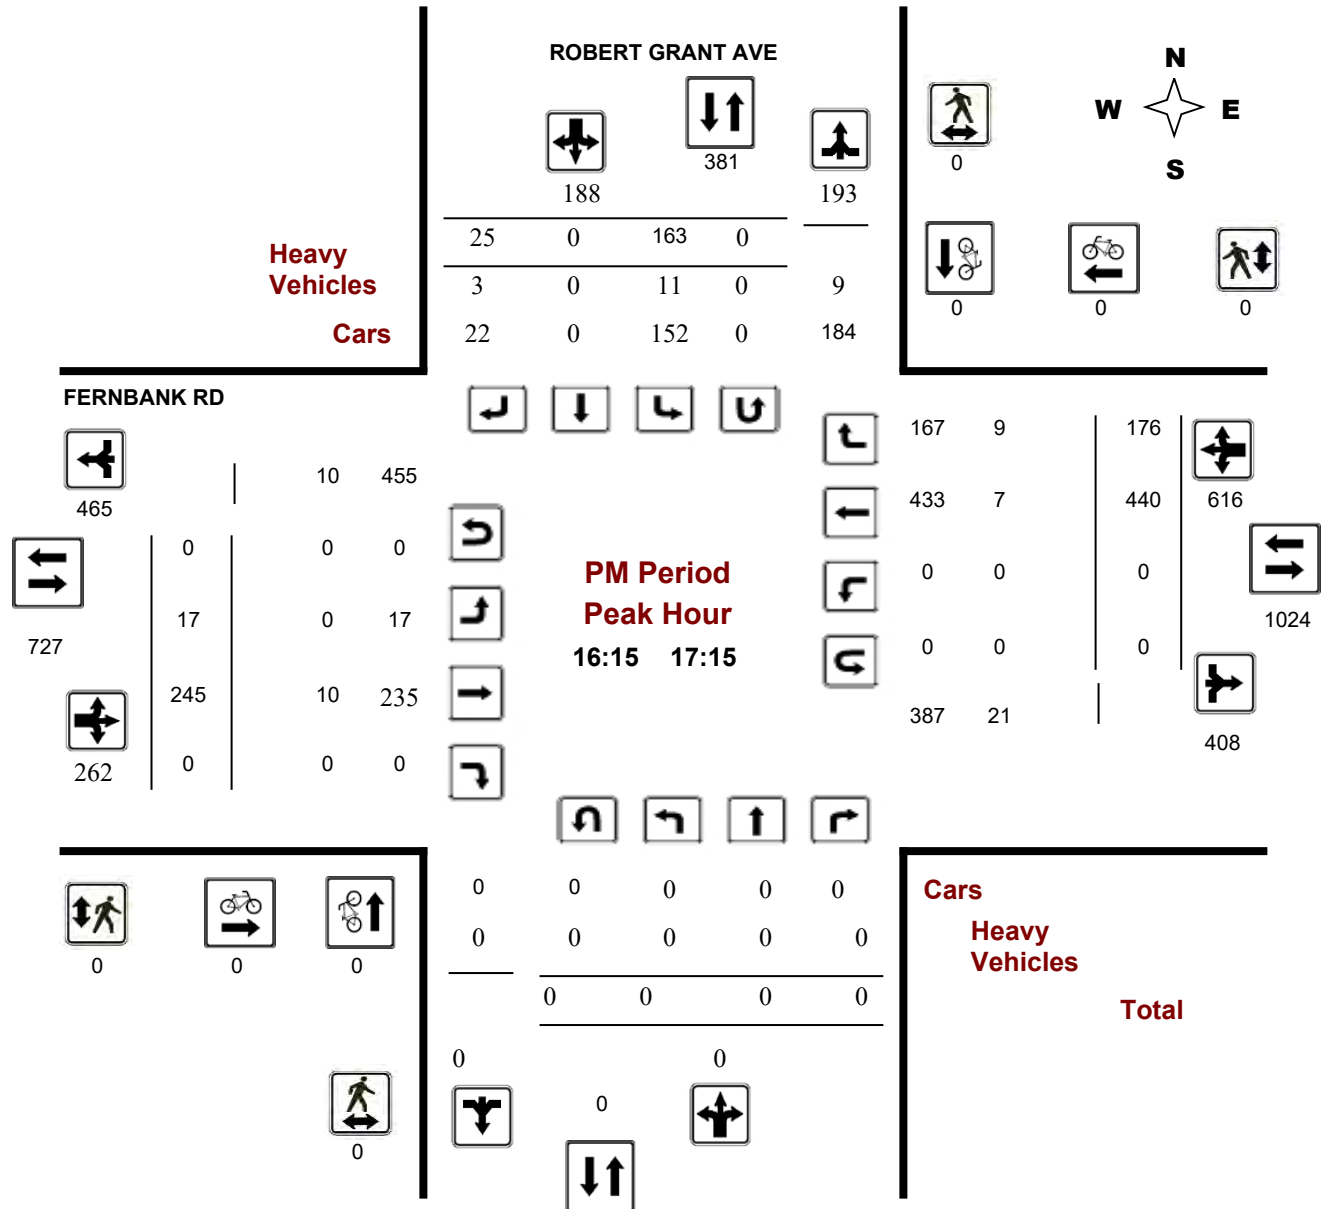 ROBERT GRANT AVE
N
W E
S
381
0
188 193
25 0 163 0
Heavy
Vehicles
3 0 11 0 9
0 0 0
Cars
22 0 152 0 184
FERNBANK RD
167 9 176
10 455
465
433 7 440 616
0 0 0
PM Period
0 0 0
Peak Hour
17 0 17
1024
727
16:15 17:15
0 0 0
245 10 235
387 21
408
262 0 0 0
0 0 0 0 0
Cars
0 0 0 0 0
Heavy
Vehicles
0 0 0
0 0 0 0
Total
0 0
0
0